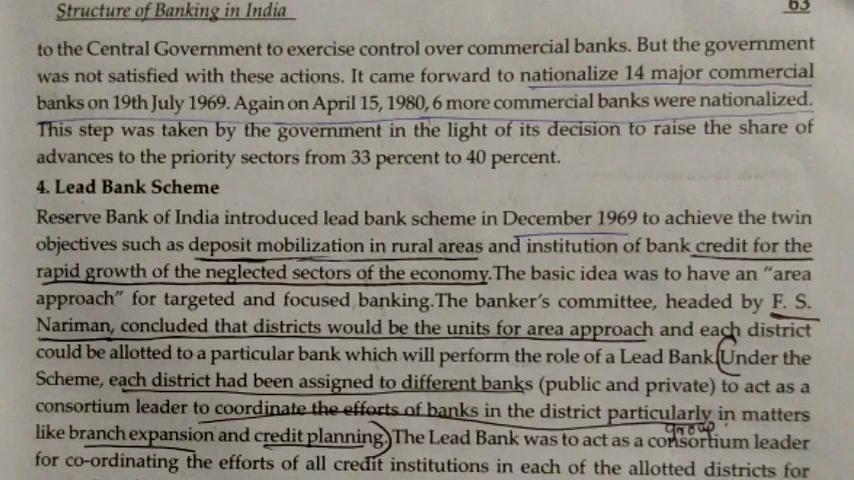 Structure of Banking in India 63
to the Central Government to exercise control over commercial banks. But the government
was not satisfied with these actions. It came forward to nationalize 14 major commercial
banks on 19th July 1969. Again on April 15, 1980, 6 more commercial banks were nationalized.
This step was taken by the government in the light of its decision to raise the share of
advances to the priority sectors from 33 percent to 40 percent.
4. Lead Bank Scheme
Reserve Bank of India introduced lead bank scheme in December 1969 to achieve the twin
objectives such as deposit mobilization in rural areas and institution of bank credit for the
rapid growth of the neglected sectors of the economy.The basic idea was to have an “area
approach” for targeted and focused banking.The banker’s committee, headed by F. S.
Nariman, concluded that districts would be the units for area approach and each district
could be allotted to a particular bank which will perform the role of a Lead Bank.Under the
Scheme, each district had been assigned to different banks (public and private) to act as a
consortium leader to coordinate the efforts of banks in the district particularly in matters
group
like branch expansion and credit planning. The Lead Bank was to act as a consortium leader
for co-ordinating the efforts of all credit institutions in each of the allotted districts for